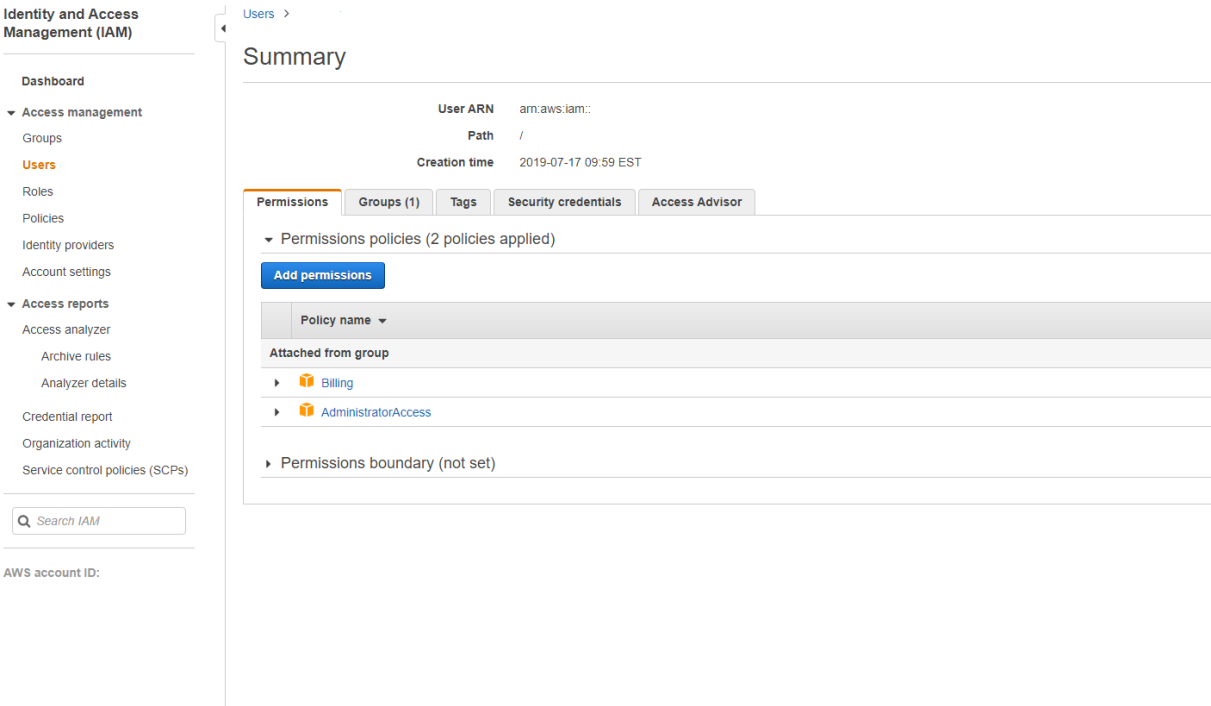 Identity and Access
Management (IAM)
Dashboard
Access management
Groups
Users
Roles
Policies
Identity providers
Account settings
Access reports
Access analyzer
Archive rules
Analyzer details
Credential report
Organization activity
Service control policies (SCPs)
Search IAM
AWS account ID:
Users >
Summary
User ARN arn:aws:iam::
Path /
Creation time 2019-07-17 09:59 EST
Permissions Groups (1) Tags Security credentials Access Advisor
Permissions policies (2 policies applied)
Add permissions
Policy name
Attached from group
Billing
AdministratorAccess
Permissions boundary (not set)